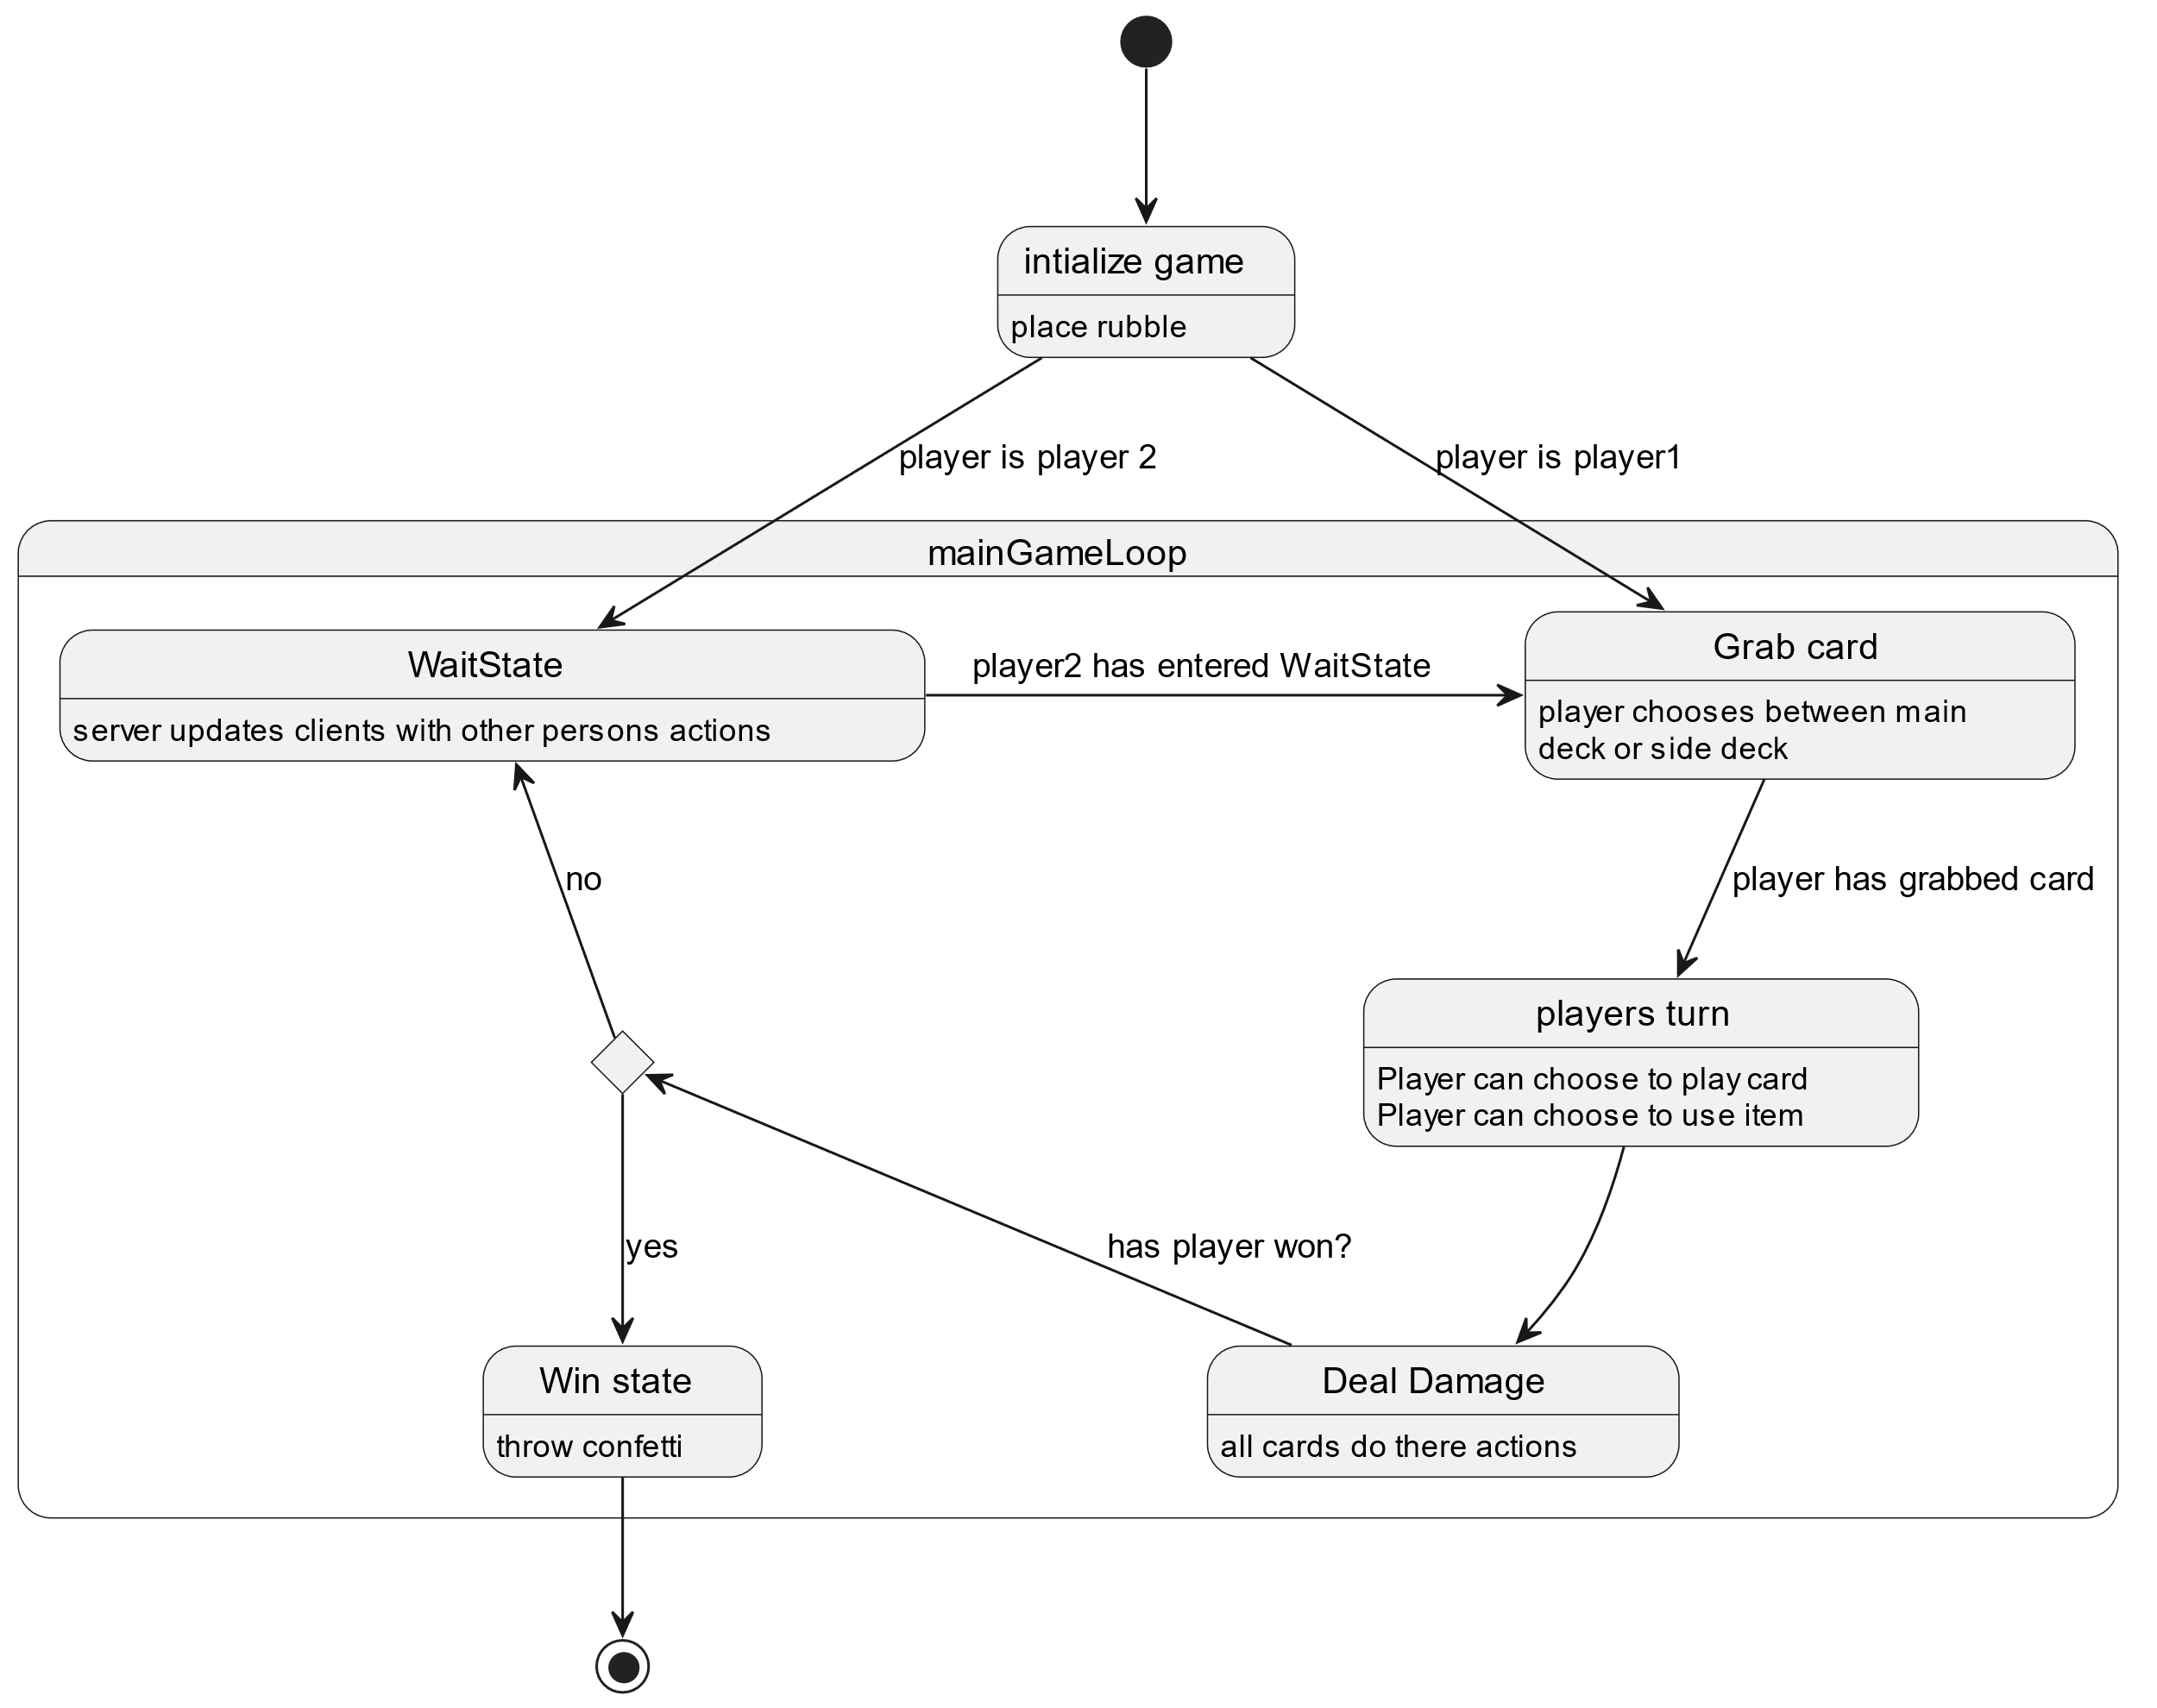 intialize game
place rubble
player is player 2
player is player1
mainGameLoop
WaitState
server updates clients with other persons actions
player2 has entered WaitState
Grab card
player chooses between main
deck or side deck
no
player has grabbed card
players turn
Player can choose to play card
Player can choose to use item
yes
has player won?
Win state
throw confetti
Deal Damage
all cards do there actions